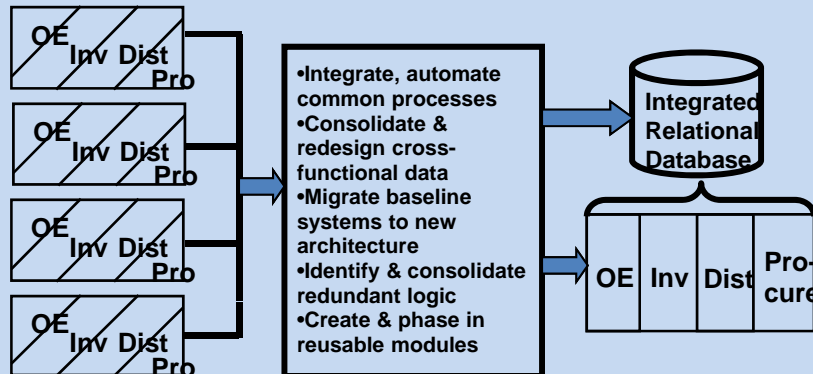 OE
Inv Dist
Pro
OE
Inv Dist
Pro
OE
Inv Dist
Pro
OE
Inv Dist
Pro
•Integrate, automate
common processes
•Consolidate &
redesign cross-
functional data
•Migrate baseline
systems to new
architecture
•Identify & consolidate
redundant logic
•Create & phase in
reusable modules
Integrated
Relational
Database
OE
Inv
Dist
Pro-
cure